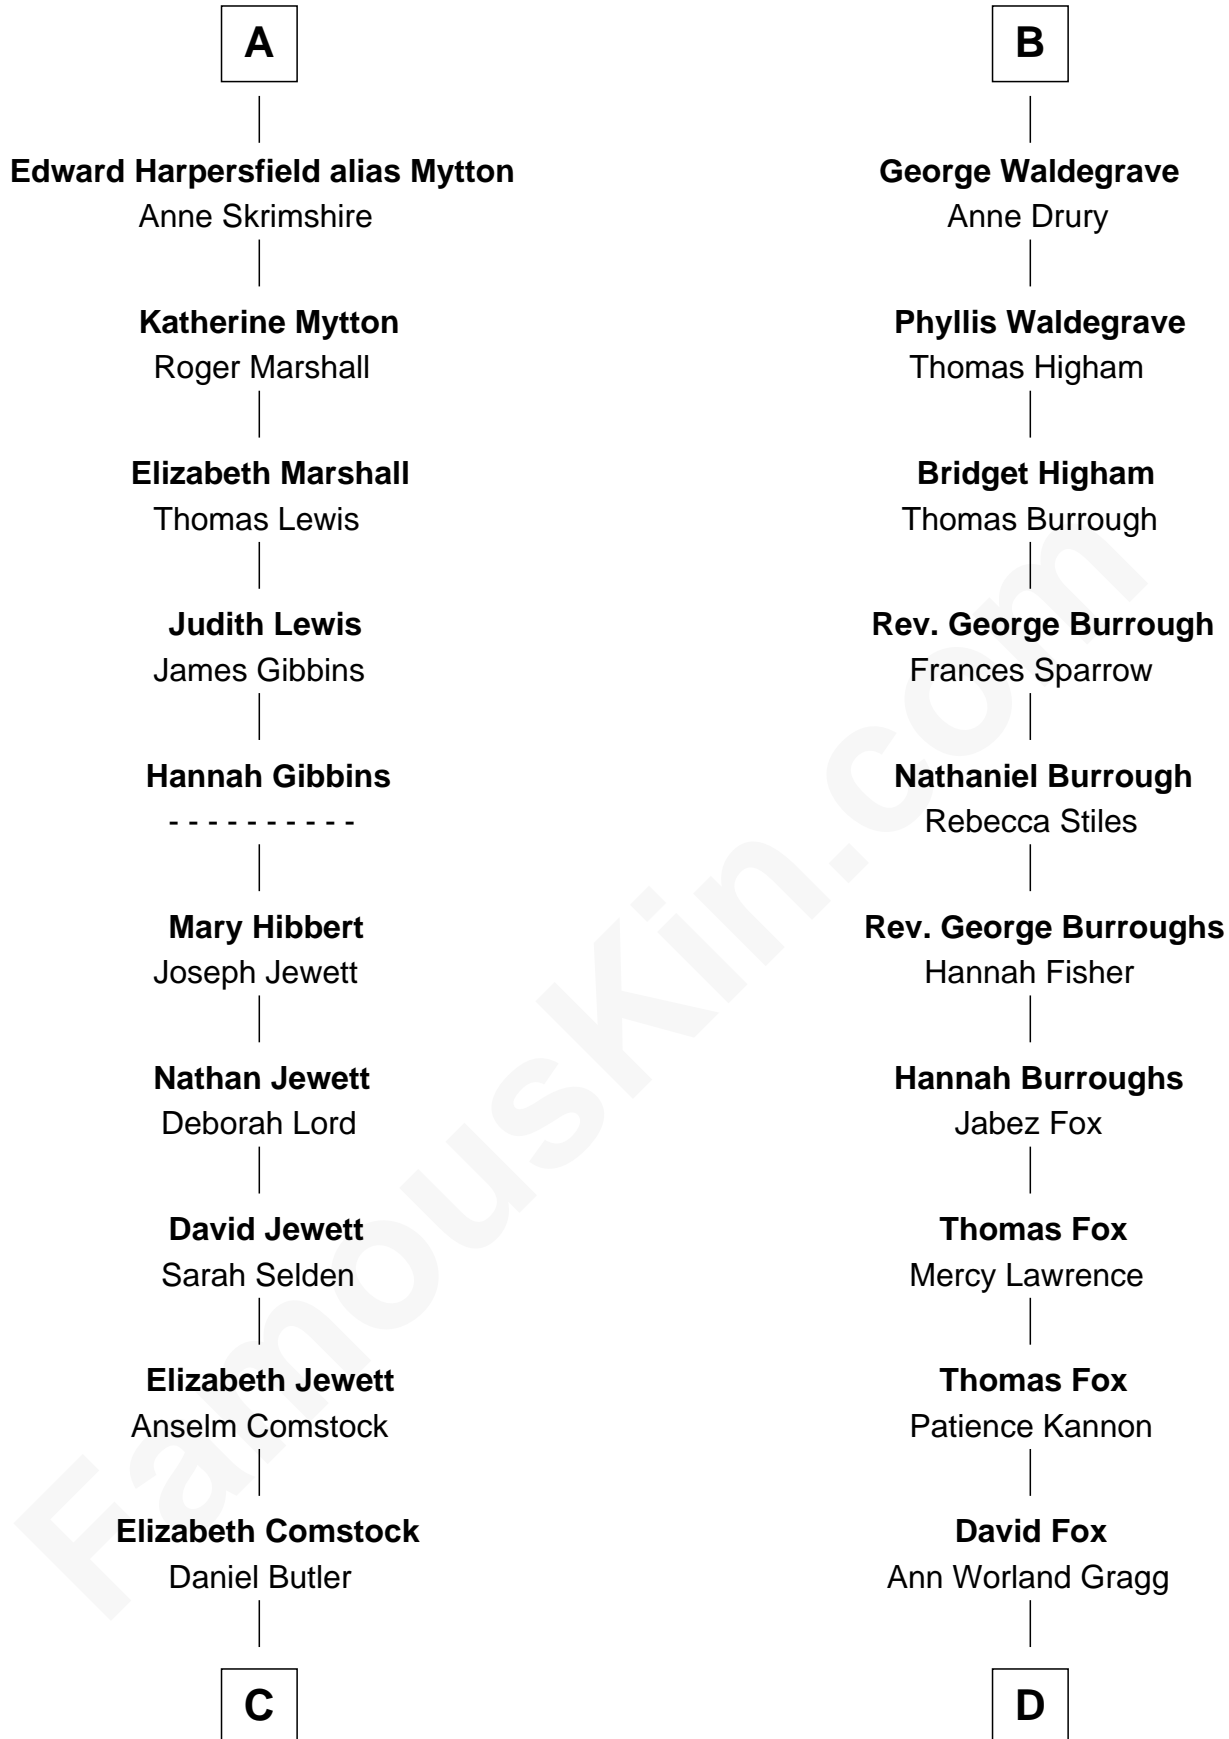 A
Edward Harpersfield alias Mytton
Anne Skrimshire
Katherine Mytton
Roger Marshall
Elizabeth Marshall
Thomas Lewis
Judith Lewis
James Gibbins
Hannah Gibbins
- - - - - - - - - -
Mary Hibbert
Joseph Jewett
Nathan Jewett
Deborah Lord
David Jewett
Sarah Selden
Elizabeth Jewett
Anselm Comstock
Elizabeth Comstock
Daniel Butler
C
B
George Waldegrave
Anne Drury
Phyllis Waldegrave
Thomas Higham
Bridget Higham
Thomas Burrough
Rev. George Burrough
Frances Sparrow
Nathaniel Burrough
Rebecca Stiles
Rev. George Burroughs
Hannah Fisher
Hannah Burroughs
Jabez Fox
Thomas Fox
Mercy Lawrence
Thomas Fox
Patience Kannon
David Fox
Ann Worland Gragg
D
FamousKin.com